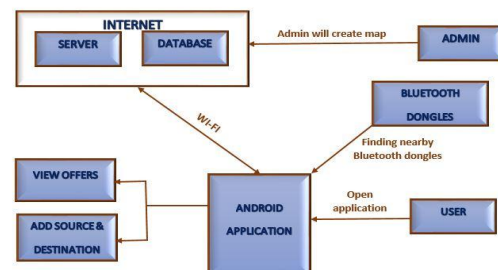 INTERNET
SERVER
DATABASE
Admin will create map
ADMIN
WI-FI
BLUETOOTH
DONGLES
Finding nearby
Bluetooth dongles
VIEW OFFERS
ADD SOURCE &
DESTINATION
ANDROID
APPLICATION
Open
application
USER